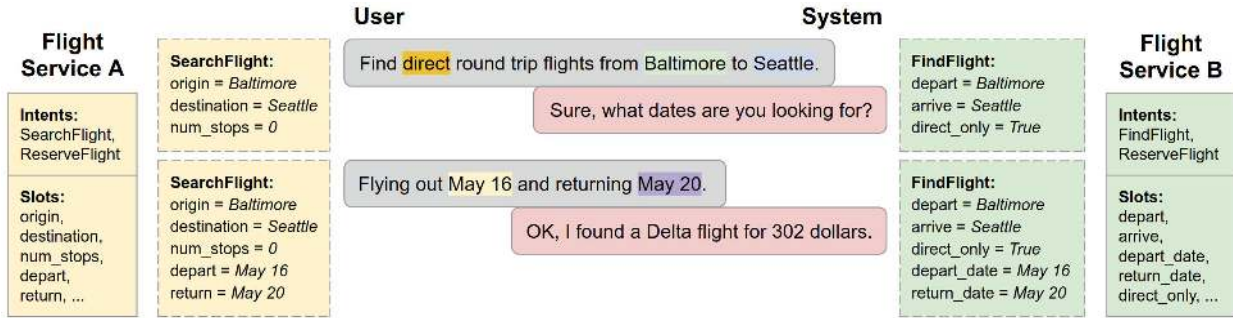 User
System
Flight
Service A
Intents:
SearchFlight,
ReserveFlight
Slots:
origin,
destination,
num_stops,
depart,
return, ...
SearchFlight:
origin = Baltimore
destination = Seattle
num_stops = 0
SearchFlight:
origin = Baltimore
destination = Seattle
num_stops = 0
depart = May 16
return = May 20
Find direct round trip flights from Baltimore to Seattle.
Sure, what dates are you looking for?
Flying out May 16 and returning May 20.
OK, I found a Delta flight for 302 dollars.
FindFlight:
depart = Baltimore
arrive = Seattle
direct_only = True
FindFlight:
depart = Baltimore
arrive = Seattle
direct_only = True
depart_date = May 16
return_date = May 20
Flight
Service B
Intents:
FindFlight,
ReserveFlight
Slots:
depart,
arrive,
depart_date,
return_date,
direct_only, ...